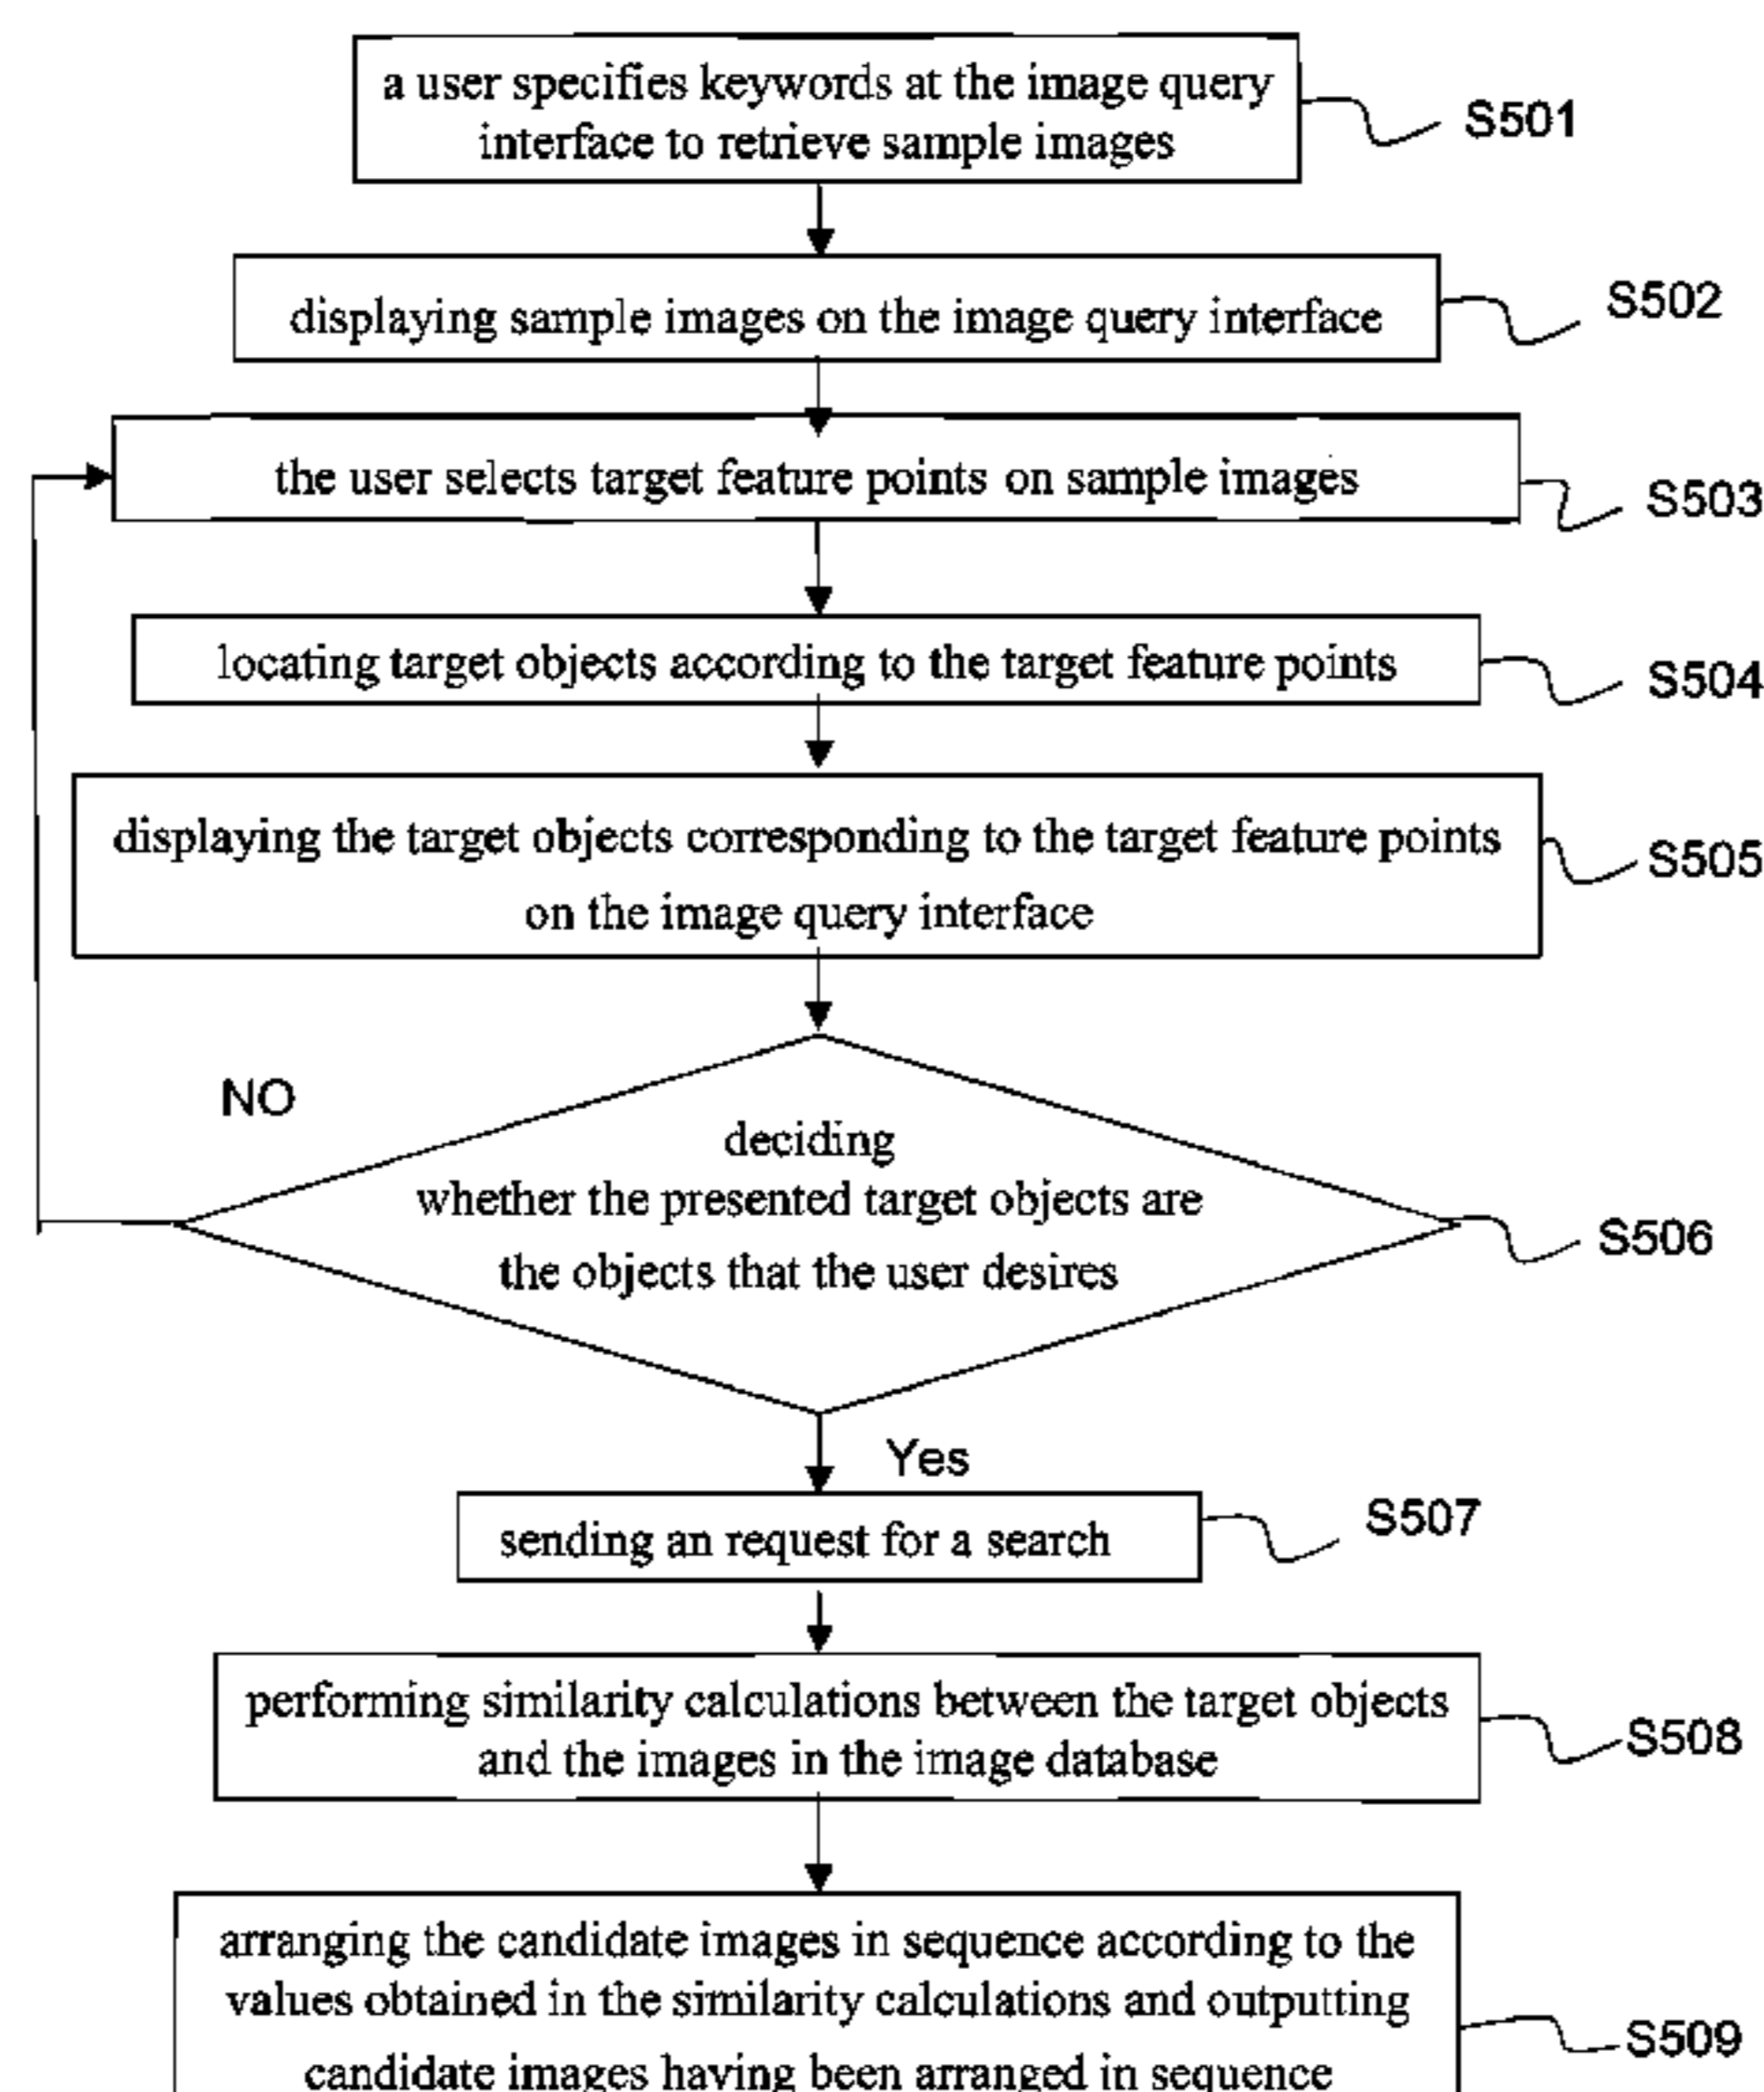 a user specifies keywords at the image query
interface to retrieve sample images
S501
displaying sample images on the image query interface
S502
the user selects target feature points on sample images
S503
locating target objects according to the target feature points
S504
displaying the target objects corresponding to the target feature points
on the image query interface
S505
NO
deciding
whether the presented target objects are
the objects that the user desires
S506
Yes
sending an request for a search
S507
performing similarity calculations between the target objects
and the images in the image database
S508
arranging the candidate images in sequence according to the
values obtained in the similarity calculations and outputting
candidate images having been arranged in sequence
S509